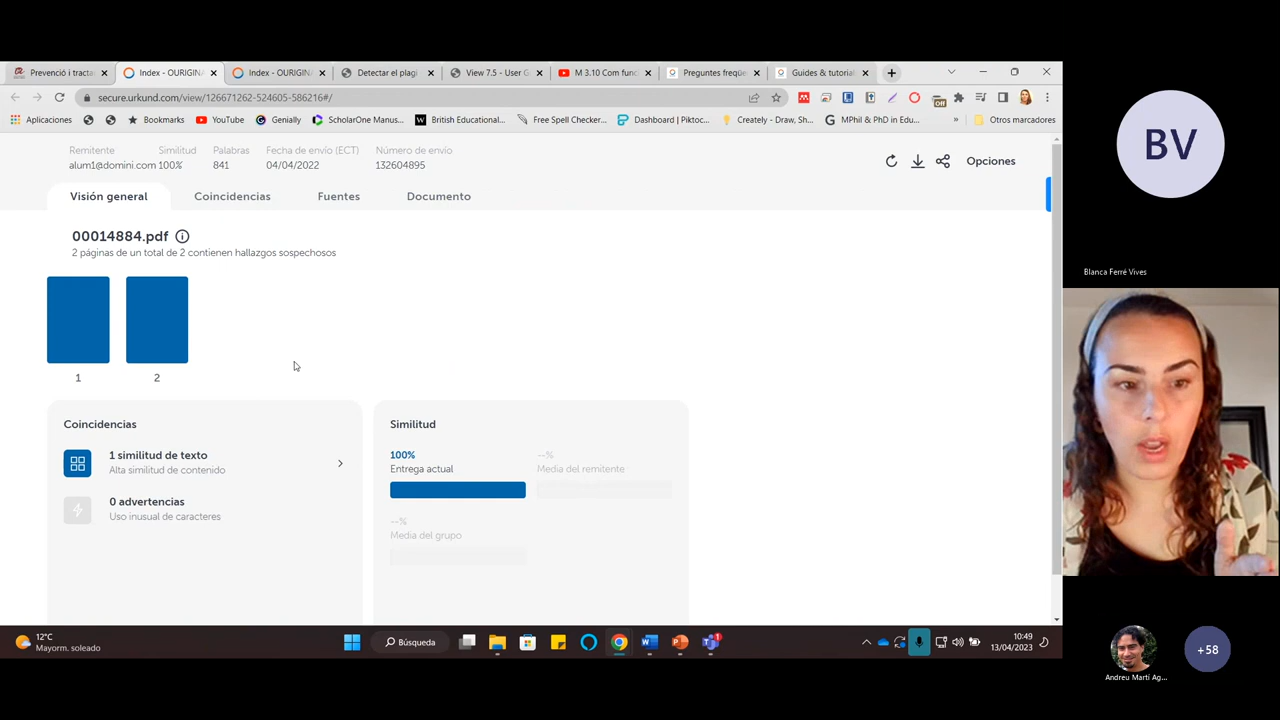 Prevenció i tracta
Index - ORIGINA
Index - OURIGINA
Detectar el plagi
View 7.5 - User G
M 3.10 Com func
Preguntes freqüe
Guides & tutorial
secure.urkund.com/view/126671262-524605-586216#/
Aplicaciones
Bookmarks
YouTube
Genially
ScholarOne Manus...
British Educational...
Free Spell Checker...
Dashboard | Piktoc...
Creately - Draw, Sh...
MPhil & PhD in Edu...
»
Otros marcadores
Off
Remitente Similitud Palabras Fecha de envío (ECT) Número de envío
alum1@domini.com 100% 841 04/04/2022 132604895
Opciones
Visión general Coincidencias Fuentes Documento
00014884.pdf
2 páginas de un total de 2 contienen hallazgos sospechosos
1 2
Coincidencias
1 similitud de texto
Alta similitud de contenido
0 advertencias
Uso inusual de caracteres
Similitud
100%
Entrega actual
--%
Media del remitente
--%
Media del grupo
12°C
Mayorm. soleado
Búsqueda
10:49
13/04/2023
BV
Blanca Ferré Vives
Andreu Martí Ag...
+58